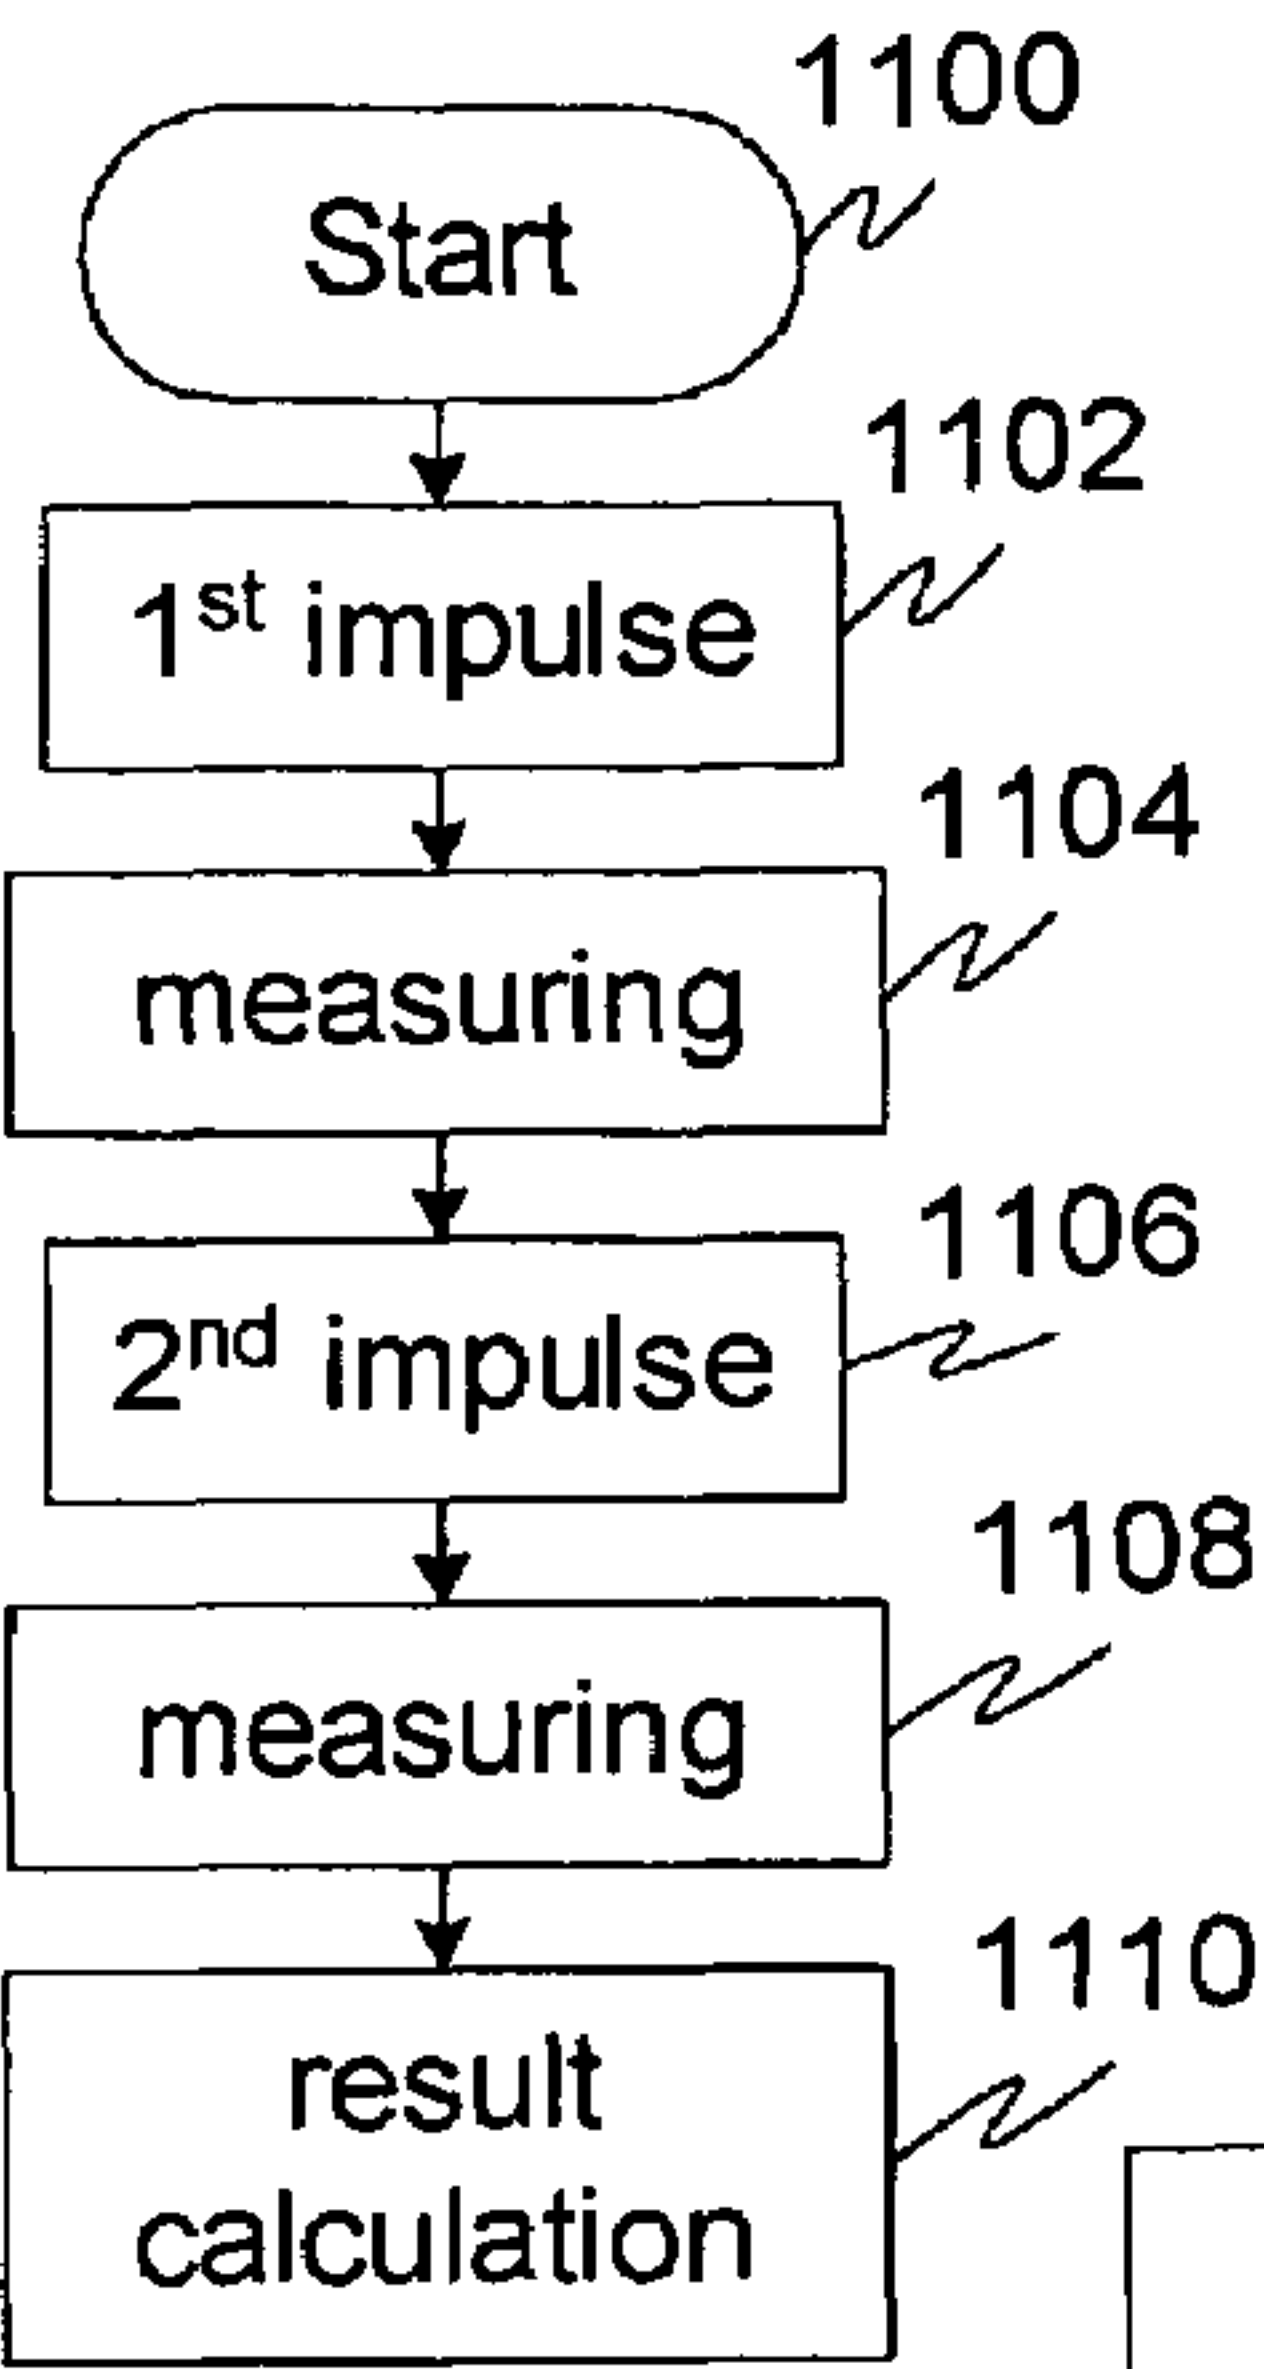 1100
Start
1102
1st impulse
1104
measuring
1106
2nd impulse
1108
measuring
1110
result
calculation